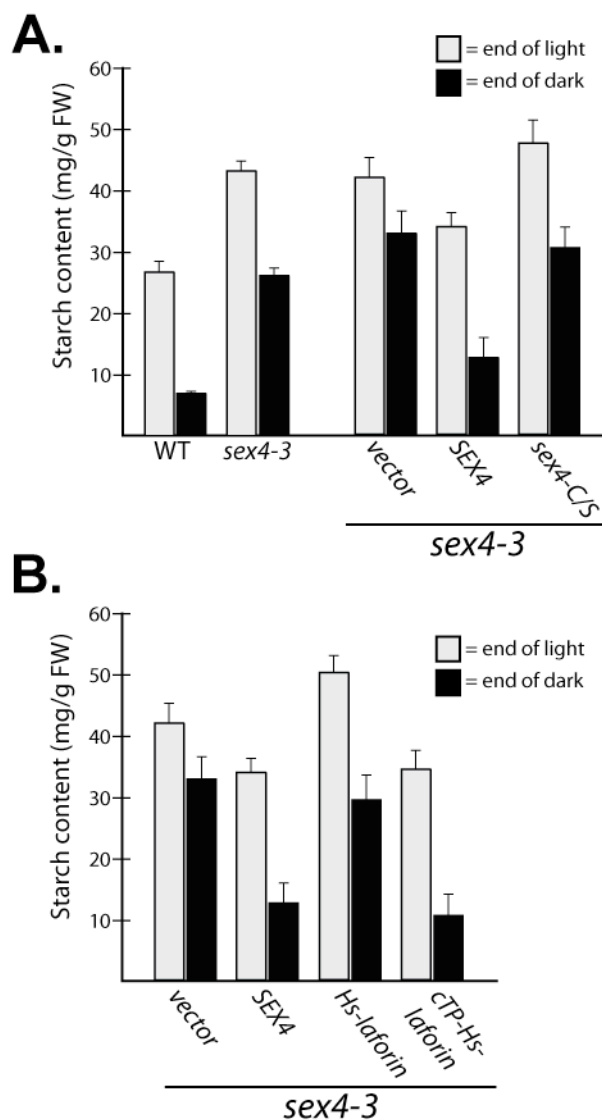 A.
= end of light
= end of dark
Starch content (mg/g FW)
60
50
40
30
20
10
WT
sex4-3
vector
SEX4
sex4-C/S
sex4-3
B.
= end of light
= end of dark
Starch content (mg/g FW)
60
50
40
30
20
10
vector
SEX4
Hs-laforin
cTP-Hs-
laforin
sex4-3